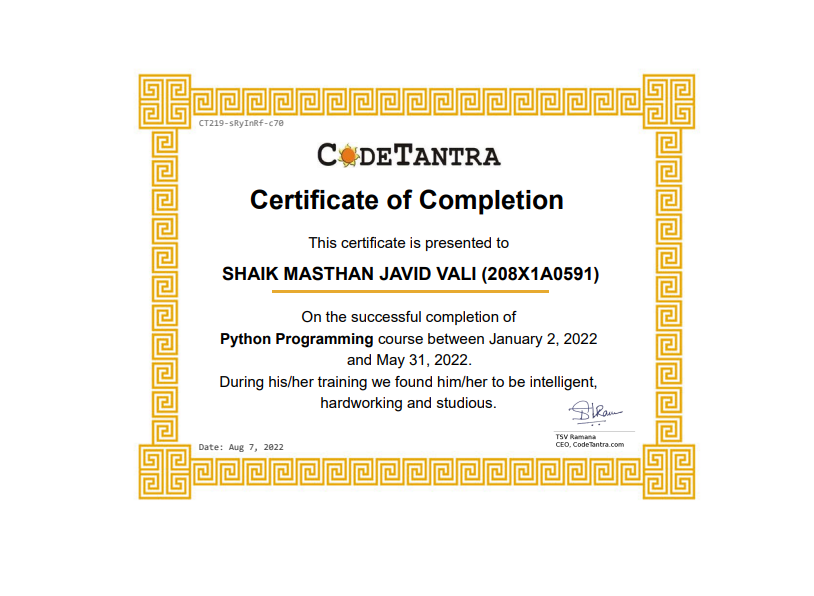 CT219-sRyInRf-c70
CODETANTRA
Certificate of Completion
This certificate is presented to
SHAIK MASTHAN JAVID VALI (208X1A0591)
On the successful completion of
Python Programming course between January 2, 2022
and May 31, 2022.
During his/her training we found him/her to be intelligent,
hardworking and studious.
TSV Ramana
CEO, CodeTantra.com
Date: Aug 7, 2022